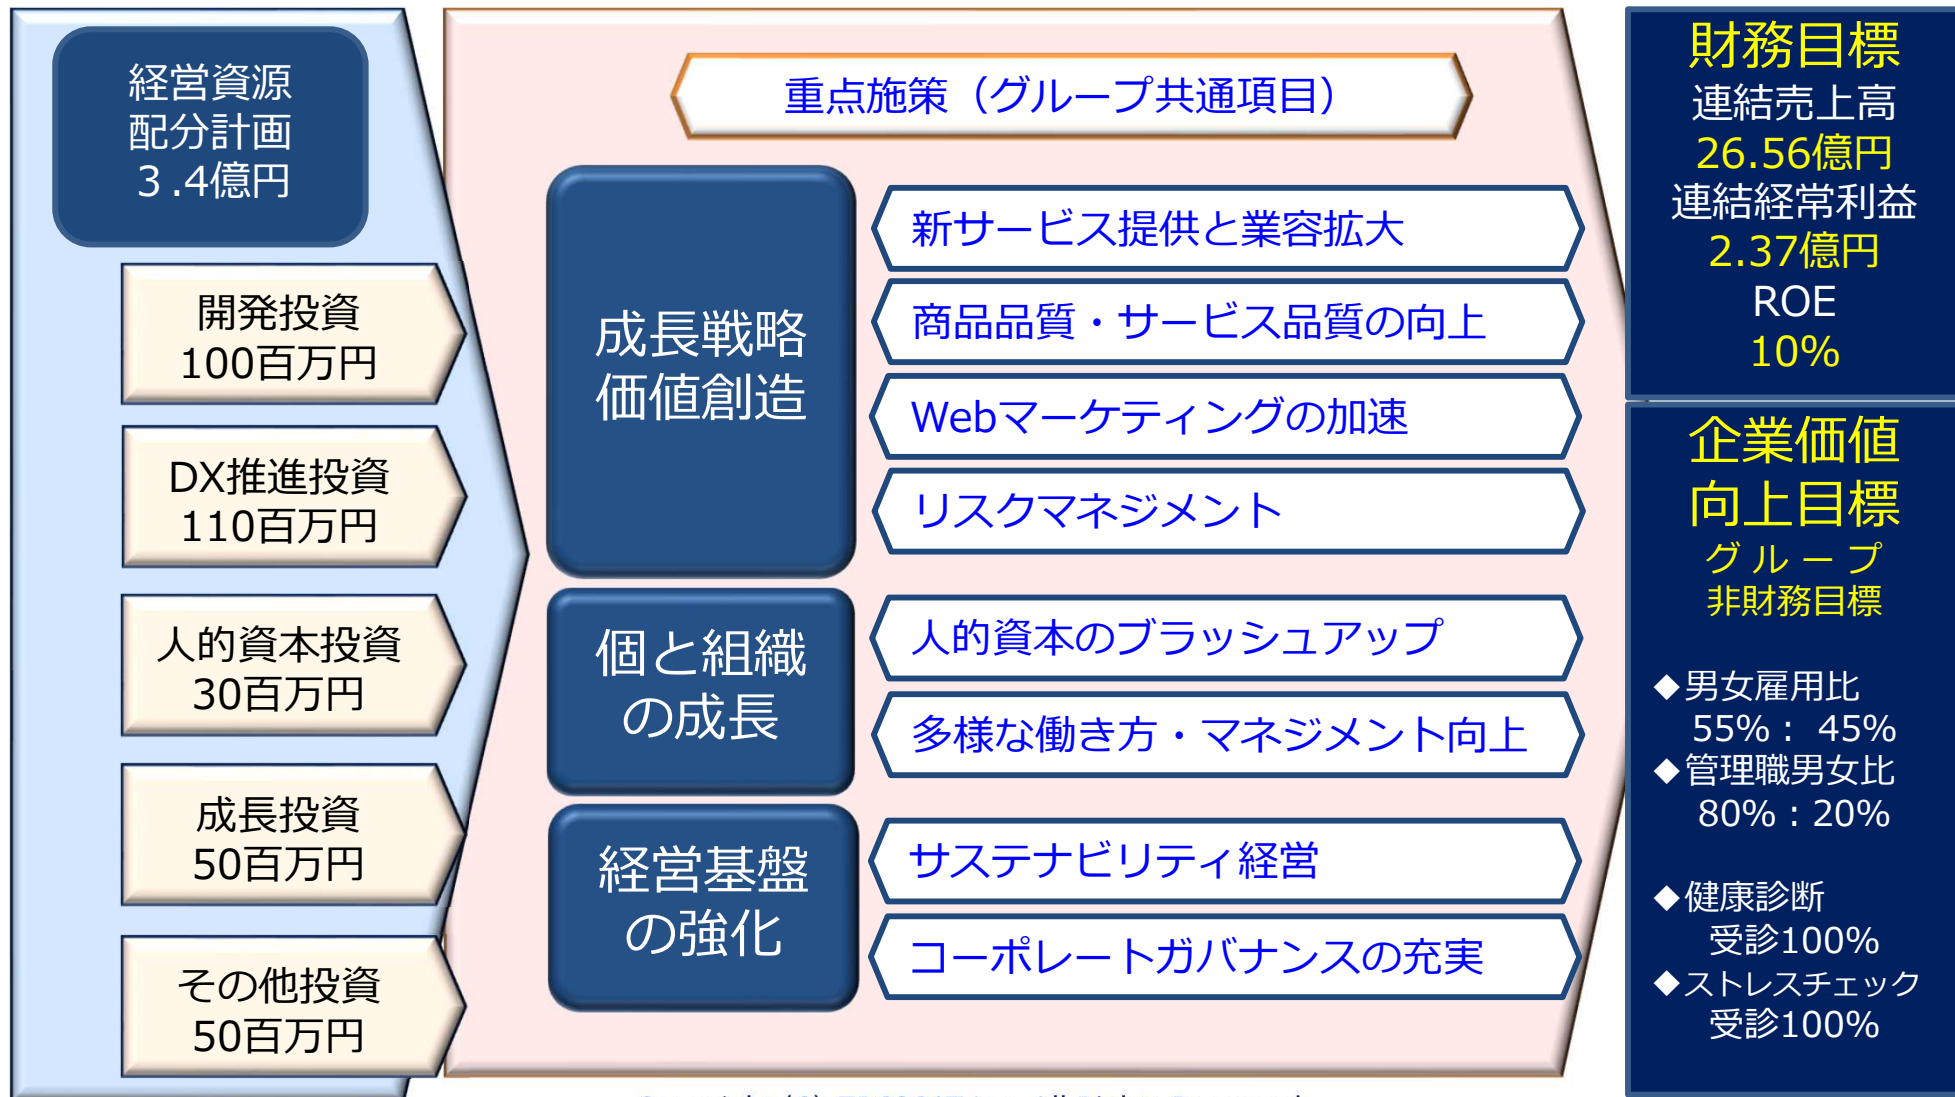 経営資源
配分計画
３.4億円
開発投資
100百万円
DX推進投資
110百万円
人的資本投資
30百万円
成長投資
50百万円
その他投資
50百万円
重点施策（グループ共通項目）
成長戦略
価値創造
新サービス提供と業容拡大
商品品質・サービス品質の向上
Webマーケティングの加速
リスクマネジメント
個と組織
の成長
人的資本のブラッシュアップ
多様な働き方・マネジメント向上
経営基盤
の強化
サステナビリティ経営
コーポレートガバナンスの充実
財務目標
連結売上高
26.56億円
連結経常利益
2.37億円
ROE
10%
企業価値
向上目標
グループ
非財務目標
◆男女雇用比
55%： 45%
◆管理職男女比
80%：20%
◆健康診断
受診100%
◆ストレスチェック
受診100%